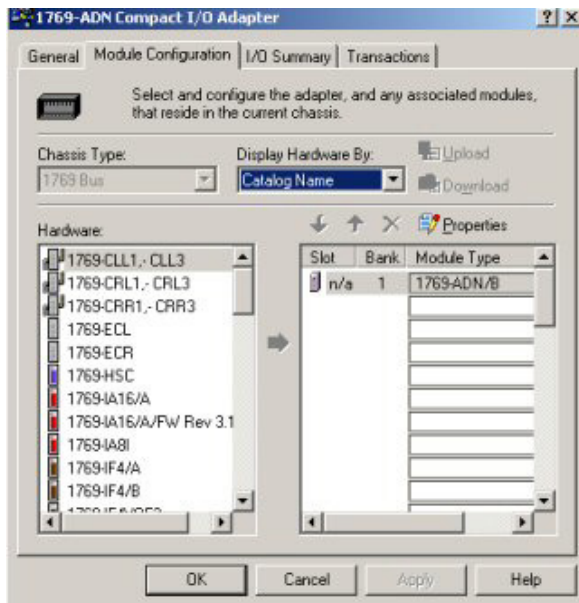 1769-ADN Compact I/O Adapter
General Module Configuration I/O Summary Transactions
Select and configure the adapter, and any associated modules,
that reside in the current chassis.
Chassis Type: Display Hardware By: Upload
1769 Bus Catalog Name Download
Hardware: Properties
1769-CLL1,- CLL3 Slot Bank Module Type
1769-CRL1,- CRL3 n/a 1 1769-ADN/B
1769-CRR1,- CRR3
1769-ECL
1769-ECR
1769-HSC
1769-IA16/A
1769-IA16/A/FW Rev 3.1
1769-IA8I
1769-IF4/A
1769-IF4/B
OK Cancel Apply Help